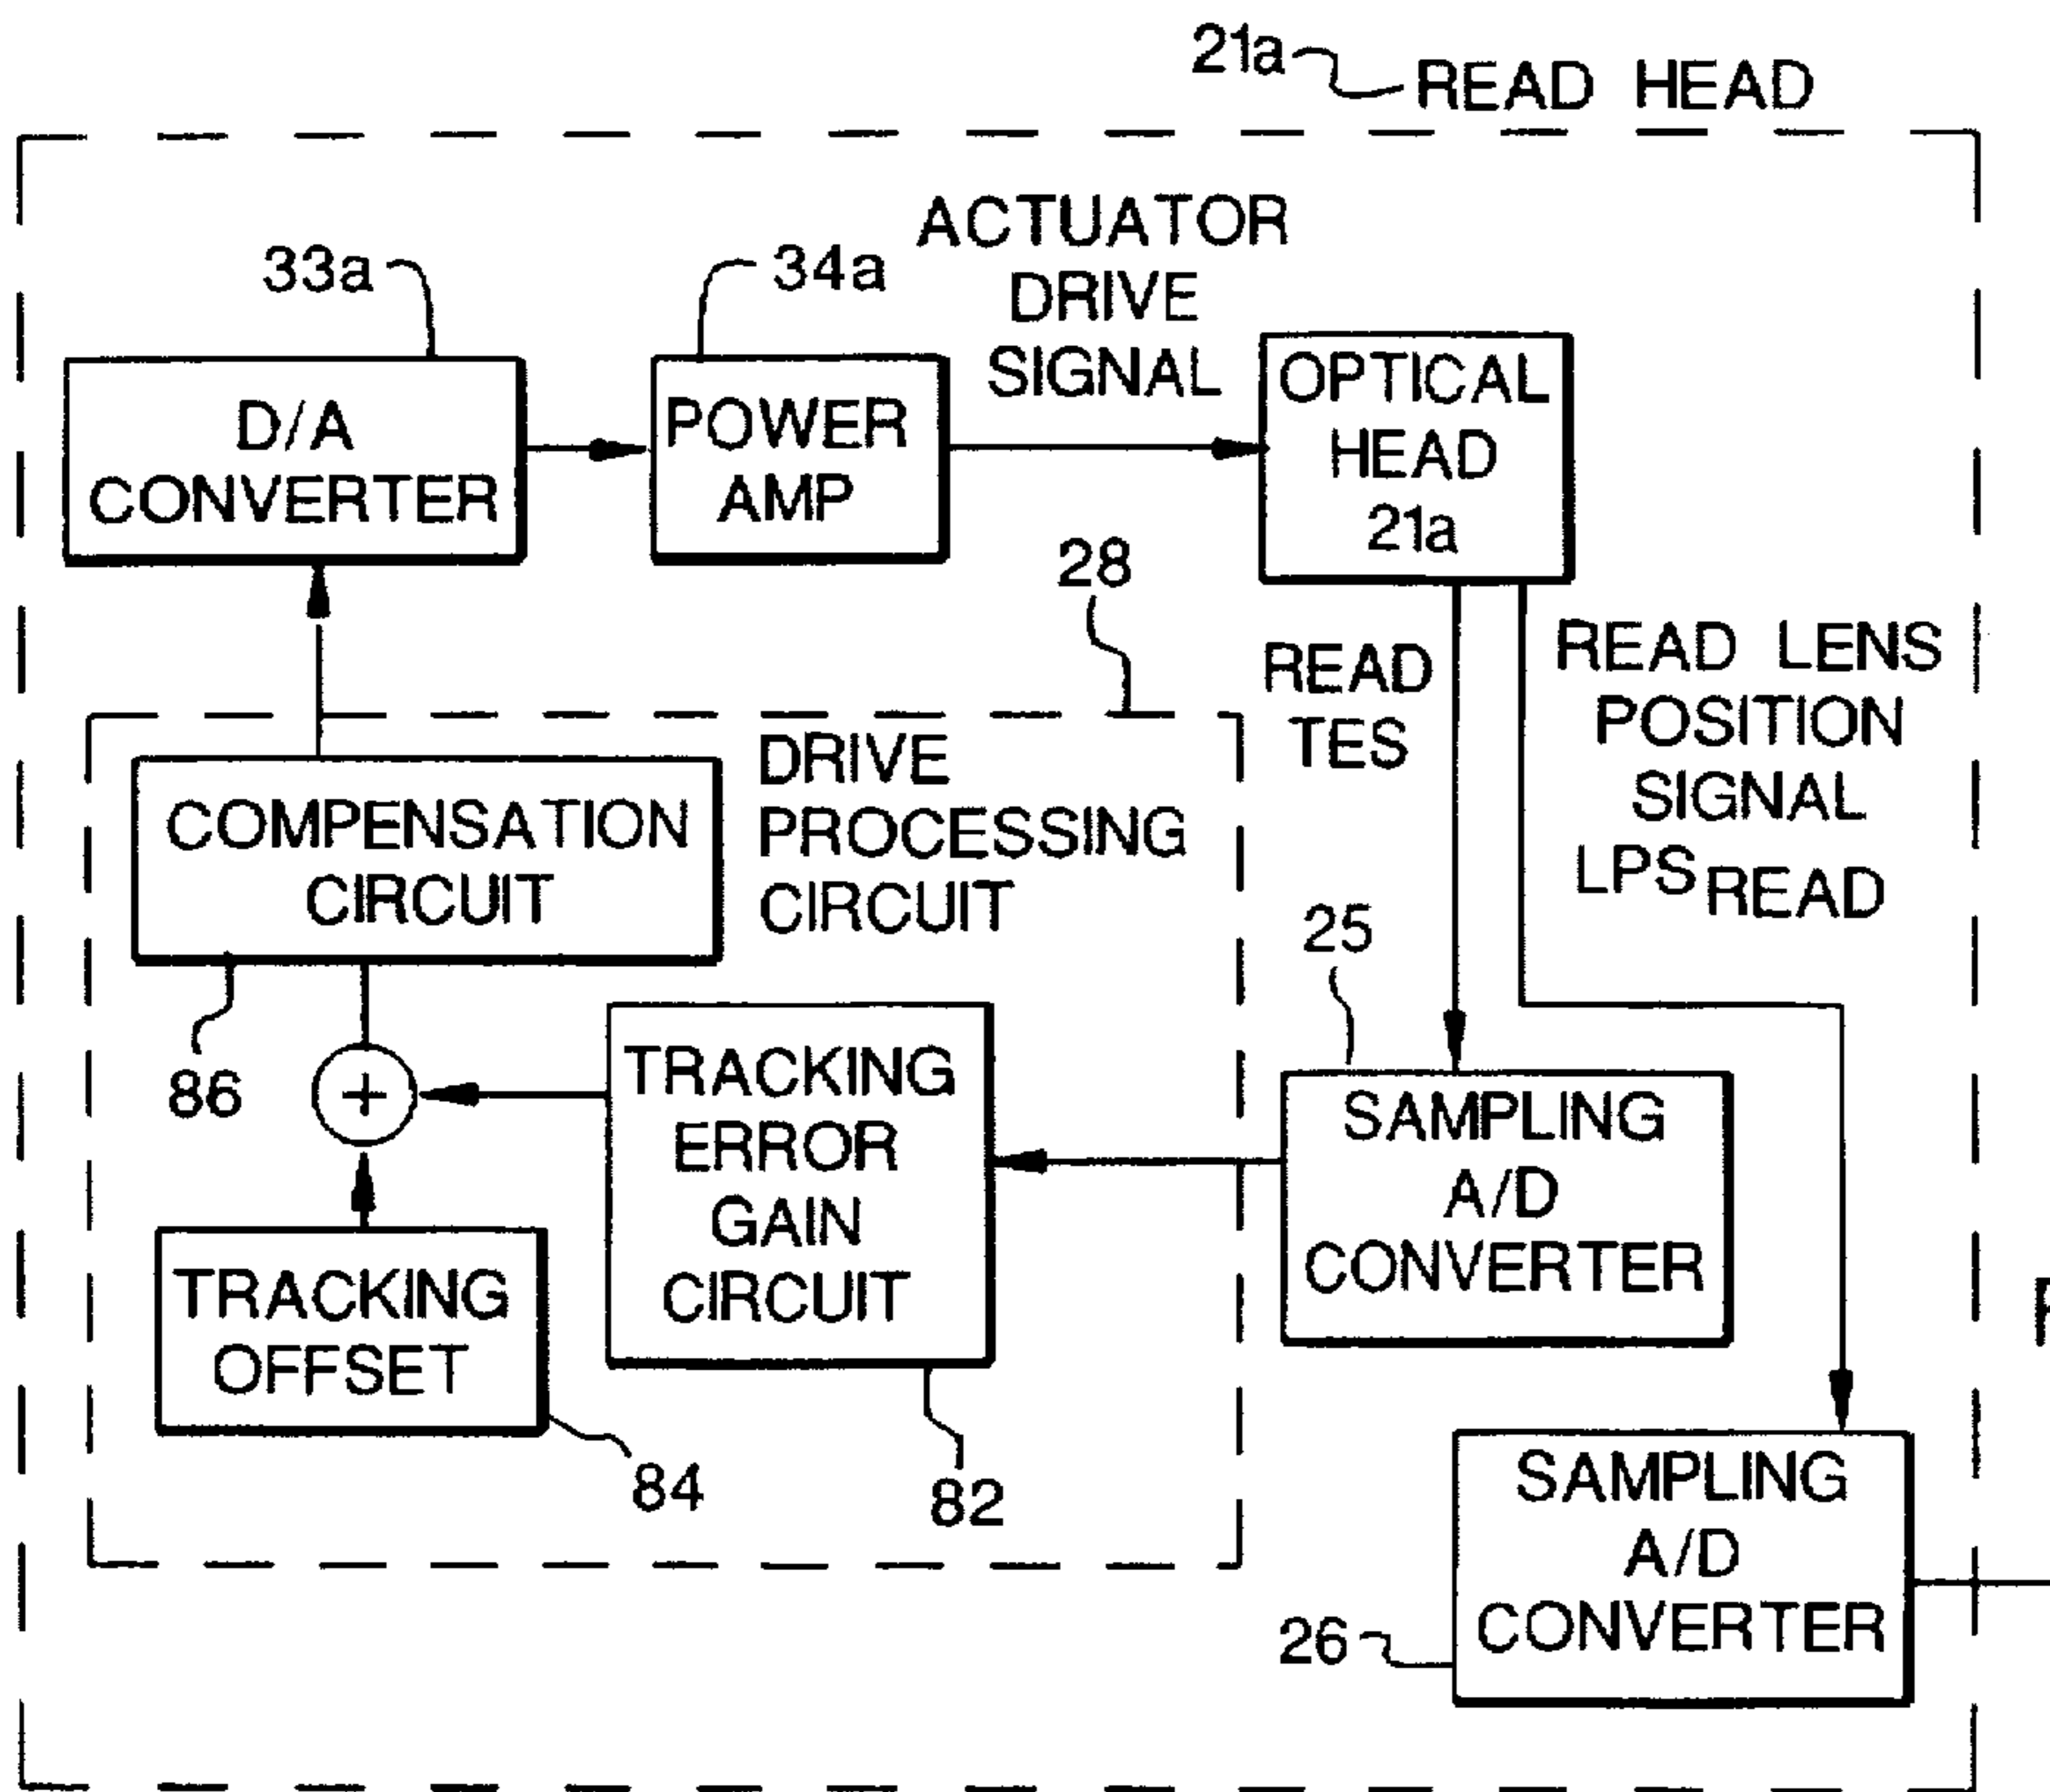 21a READ HEAD
33a
34a
ACTUATOR
DRIVE
SIGNAL
D/A
CONVERTER
POWER
AMP
OPTICAL
HEAD
21a
28
READ
TES
READ LENS
POSITION
SIGNAL
LPS READ
DRIVE
PROCESSING
CIRCUIT
COMPENSATION
CIRCUIT
86
+
TRACKING
ERROR
GAIN
CIRCUIT
25
SAMPLING
A/D
CONVERTER
TRACKING
OFFSET
84
82
SAMPLING
A/D
CONVERTER
26